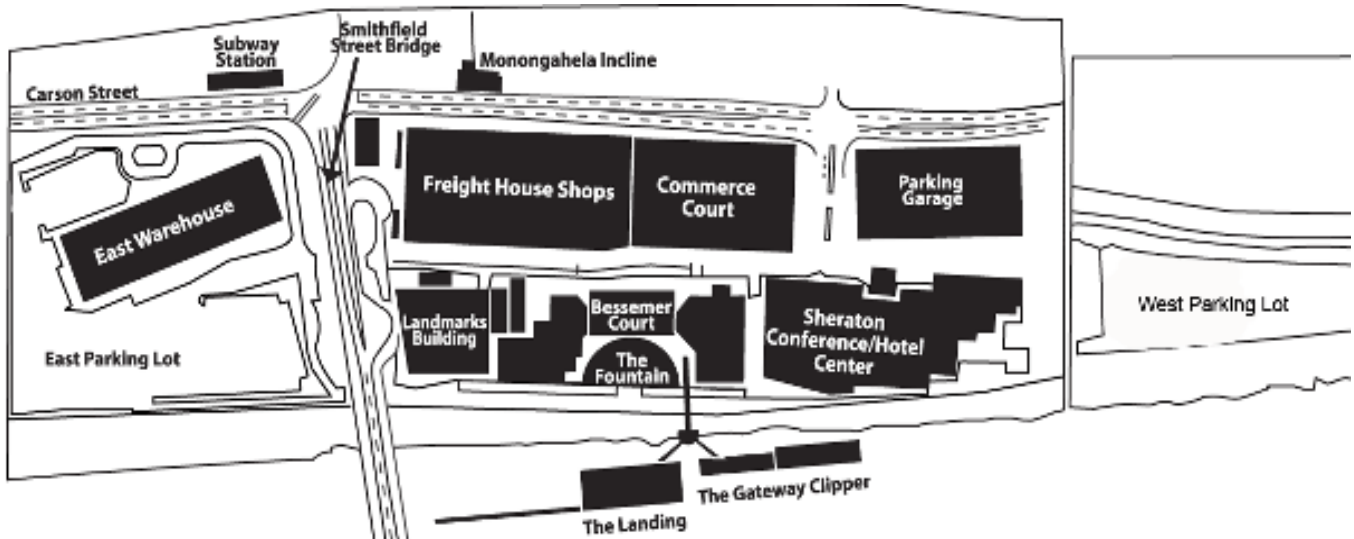 Smithfield
Street Bridge
Subway
Station
Monongahela Incline
Carson Street
Freight House Shops
Commerce
Court
Parking
Garage
East Warehouse
East Parking Lot
Landmarks
Building
Bessemer
Court
The
Fountain
Sheraton
Conference/Hotel
Center
West Parking Lot
The Gateway Clipper
The Landing